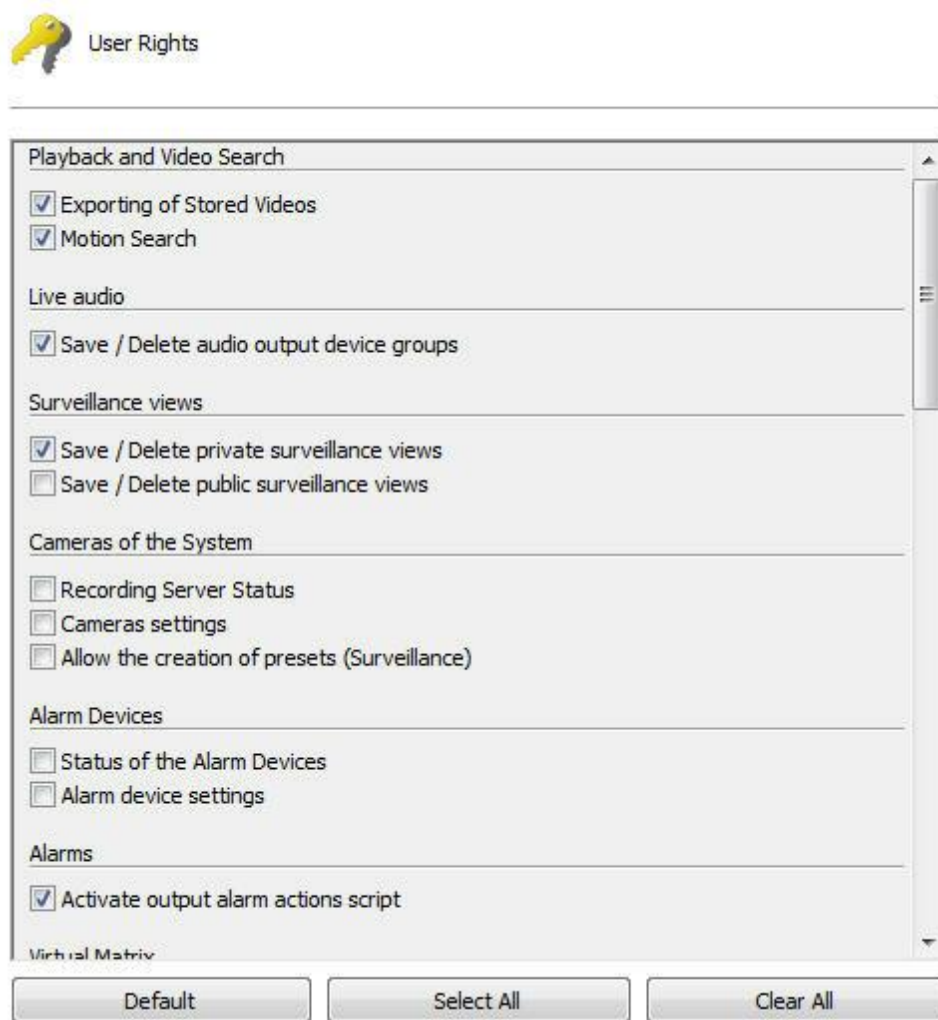 User Rights
Playback and Video Search
Exporting of Stored Videos
Motion Search
Live audio
Save / Delete audio output device groups
Surveillance views
Save / Delete private surveillance views
Save / Delete public surveillance views
Cameras of the System
Recording Server Status
Cameras settings
Allow the creation of presets (Surveillance)
Alarm Devices
Status of the Alarm Devices
Alarm device settings
Alarms
Activate output alarm actions script
Virtual Matrix
Default
Select All
Clear All